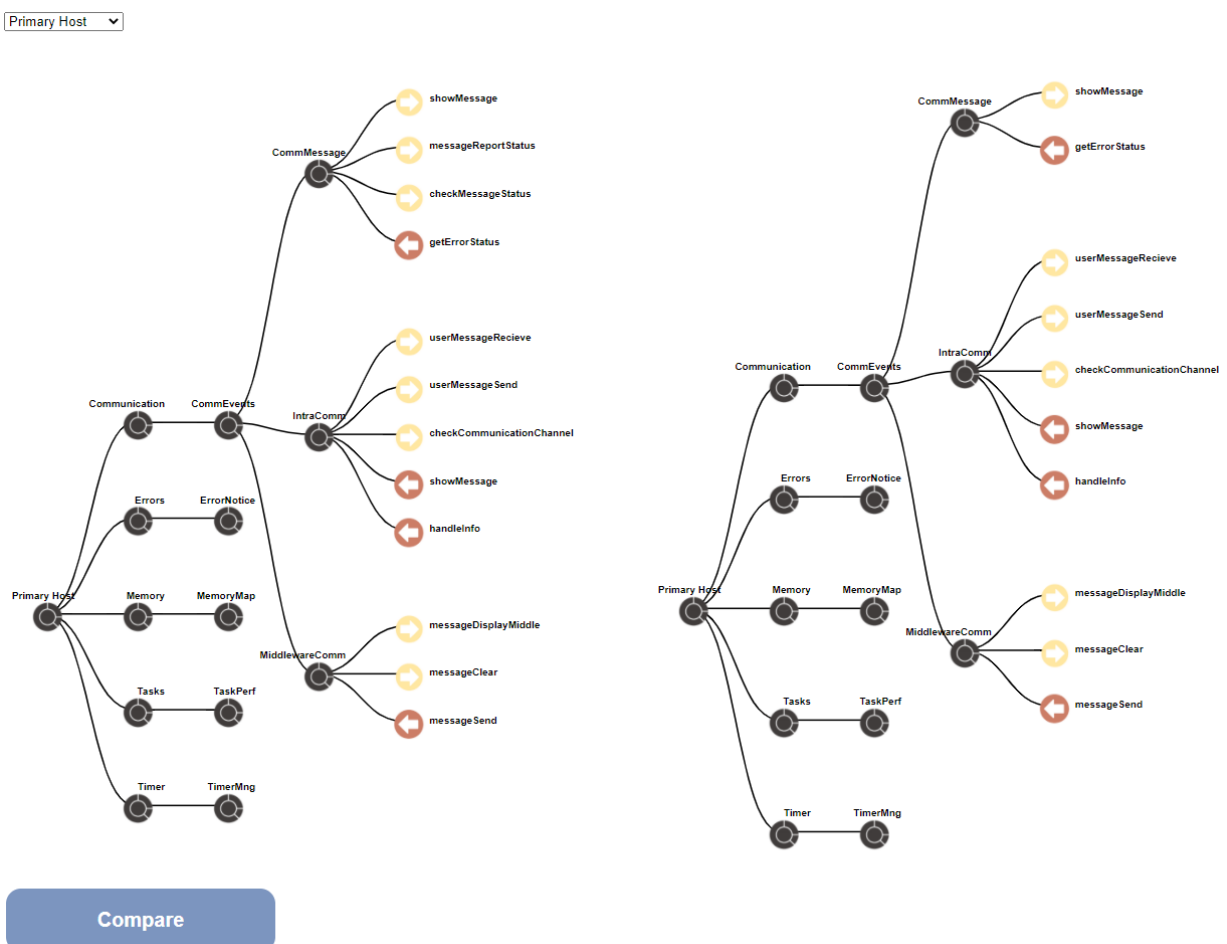 Primary Host
showMessage
messageReportStatus
CommMessage
checkMessageStatus
getErrorStatus
userMessageRecieve
userMessageSend
Communication
CommEvents
IntraComm
checkCommunicationChannel
showMessage
Errors
ErrorNotice
handleInfo
Primary Host
Memory
MemoryMap
messageDisplayMiddle
MiddlewareComm
messageClear
Tasks
TaskPerf
messageSend
Timer
TimerMng
showMessage
CommMessage
getErrorStatus
userMessageRecieve
userMessageSend
IntraComm
Communication
CommEvents
checkCommunicationChannel
showMessage
Errors
ErrorNotice
handleInfo
Primary Host
Memory
MemoryMap
messageDisplayMiddle
MiddlewareComm
messageClear
Tasks
TaskPerf
messageSend
Timer
TimerMng
Compare